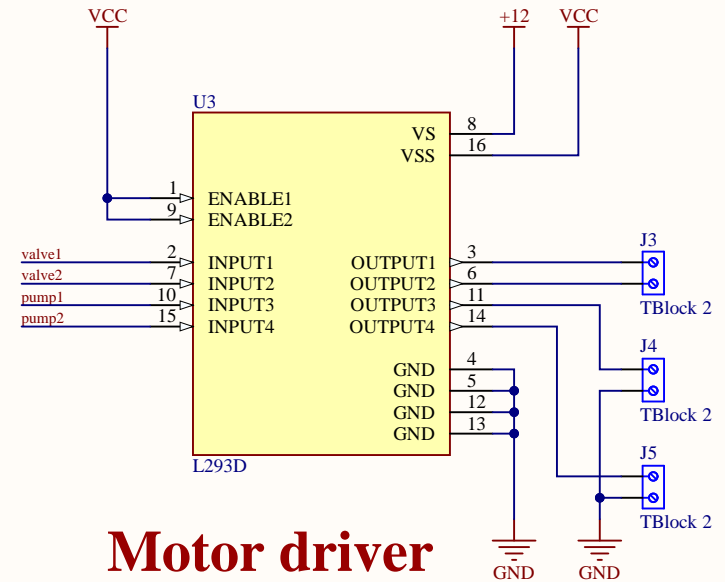 VCC
+12
VCC
U3
VS
8
VSS
16
1
ENABLE1
9
ENABLE2
valve1
2
INPUT1
OUTPUT1
3
valve2
7
INPUT2
OUTPUT2
6
pump1
10
INPUT3
OUTPUT3
11
pump2
15
INPUT4
OUTPUT4
14
GND
4
GND
5
GND
12
GND
13
L293D
J3
TBlock 2
J4
TBlock 2
J5
TBlock 2
Motor driver
GND
GND